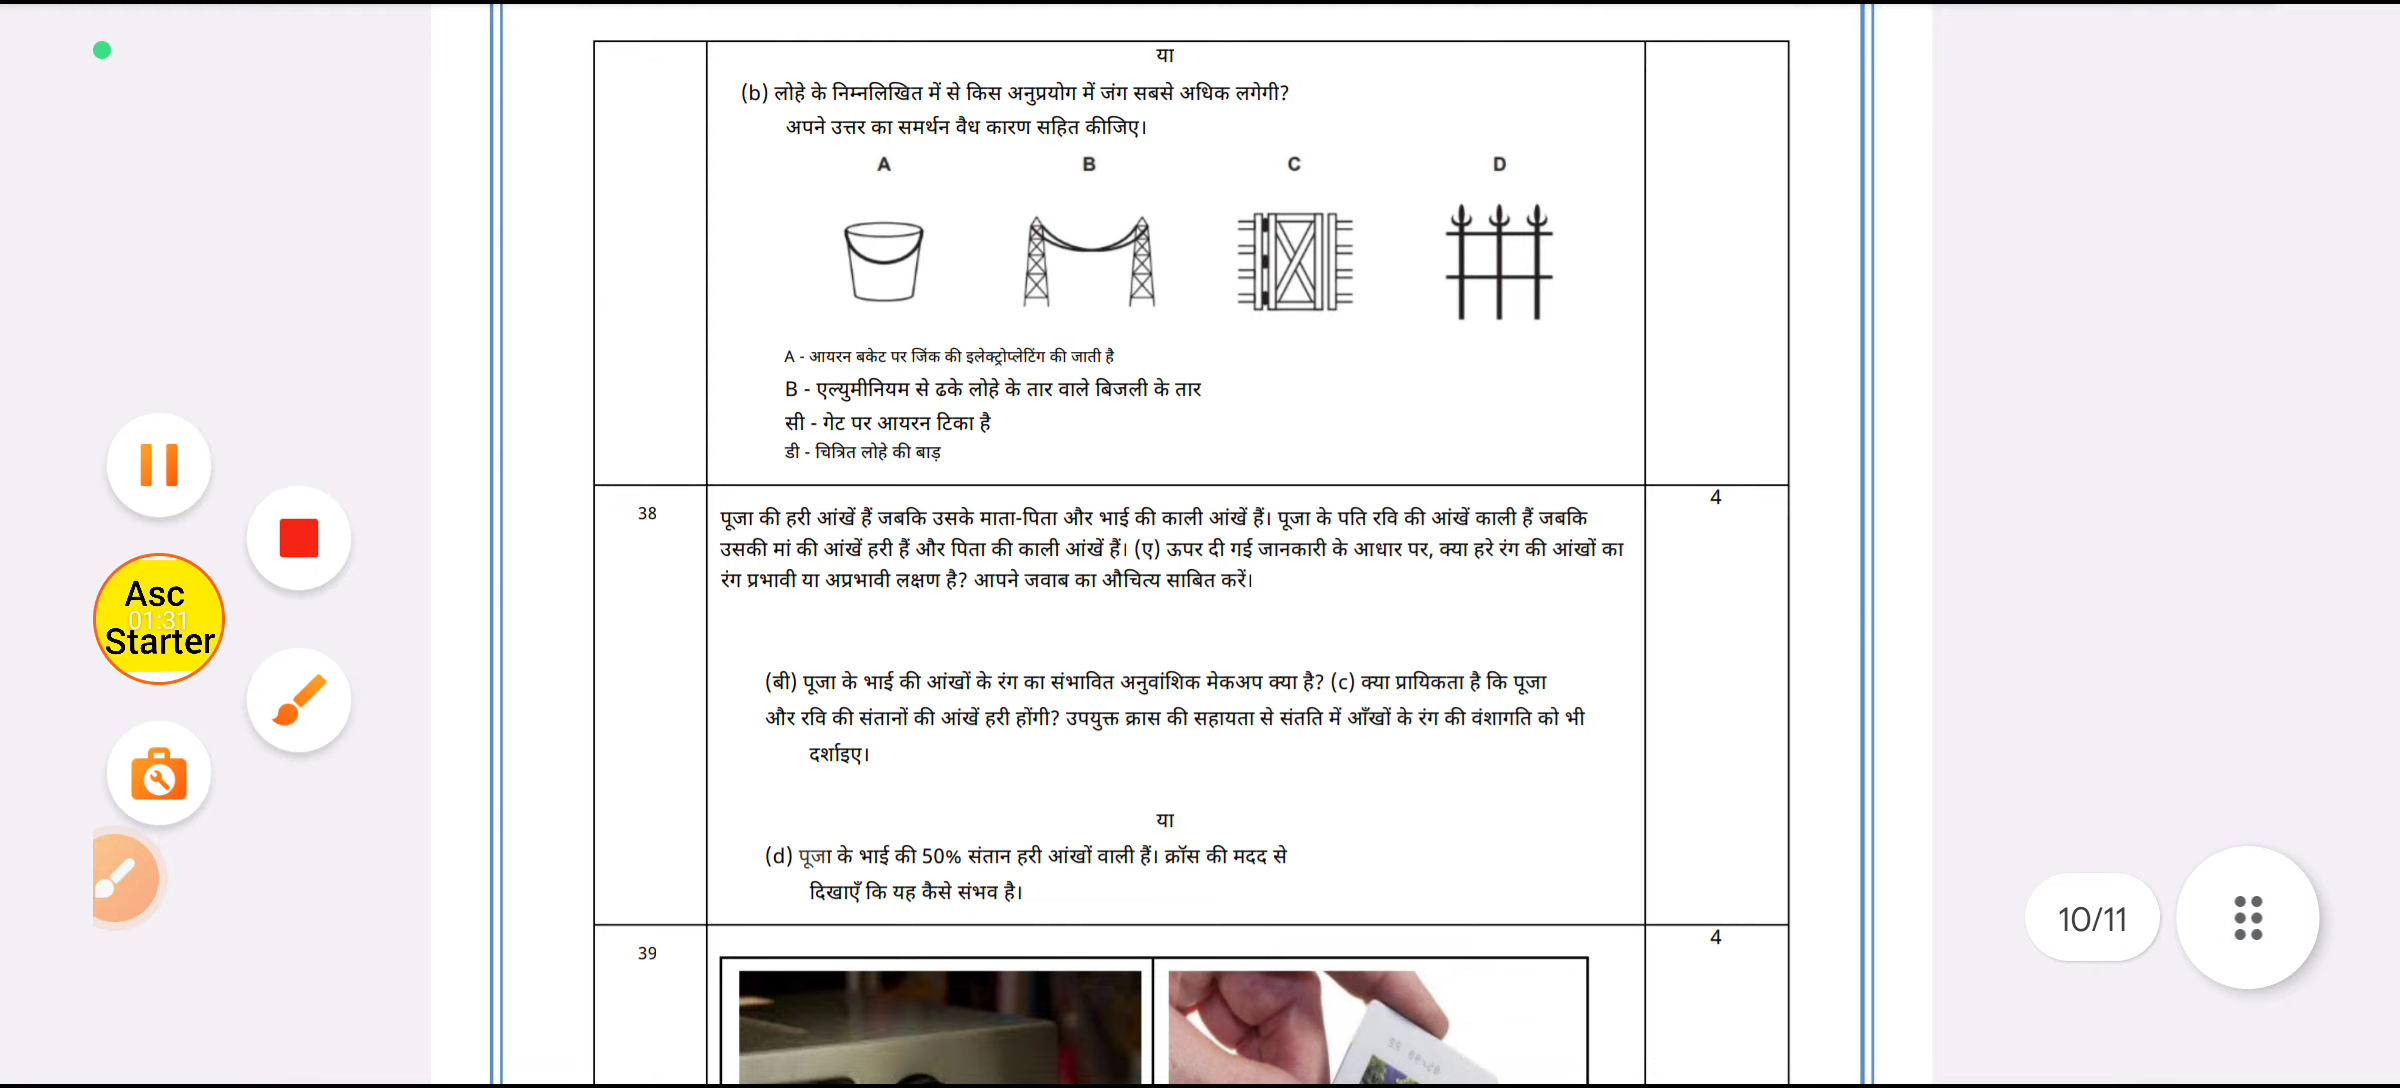 या
(b) लोहे के निम्नलिखित में से किस अनुप्रयोग में जंग सबसे अधिक लगेगी?
अपने उत्तर का समर्थन वैध कारण सहित कीजिए।
A B C D
A - आयरन बकेट पर जिंक की इलेक्ट्रोप्लेटिंग की जाती है
B - एल्युमीनियम से ढके लोहे के तार वाले बिजली के तार
सी - गेट पर आयरन टिका है
डी - चित्रित लोहे की बाड़
38
4
पूजा की हरी आंखें हैं जबकि उसके माता-पिता और भाई की काली आंखें हैं। पूजा के पति रवि की आंखें काली हैं जबकि
उसकी मां की आंखें हरी हैं और पिता की काली आंखें हैं। (ए) ऊपर दी गई जानकारी के आधार पर, क्या हरे रंग की आंखों का
रंग प्रभावी या अप्रभावी लक्षण है? आपने जवाब का औचित्य साबित करें।
(बी) पूजा के भाई की आंखों के रंग का संभावित अनुवांशिक मेकअप क्या है? (c) क्या प्रायिकता है कि पूजा
और रवि की संतानों की आंखें हरी होंगी? उपयुक्त क्रास की सहायता से संतति में आँखों के रंग की वंशागति को भी
दर्शाइए।
या
(d) पूजा के भाई की 50% संतान हरी आंखों वाली हैं। क्रॉस की मदद से
दिखाएँ कि यह कैसे संभव है।
39
4
Asc
01:31
Starter
10/11